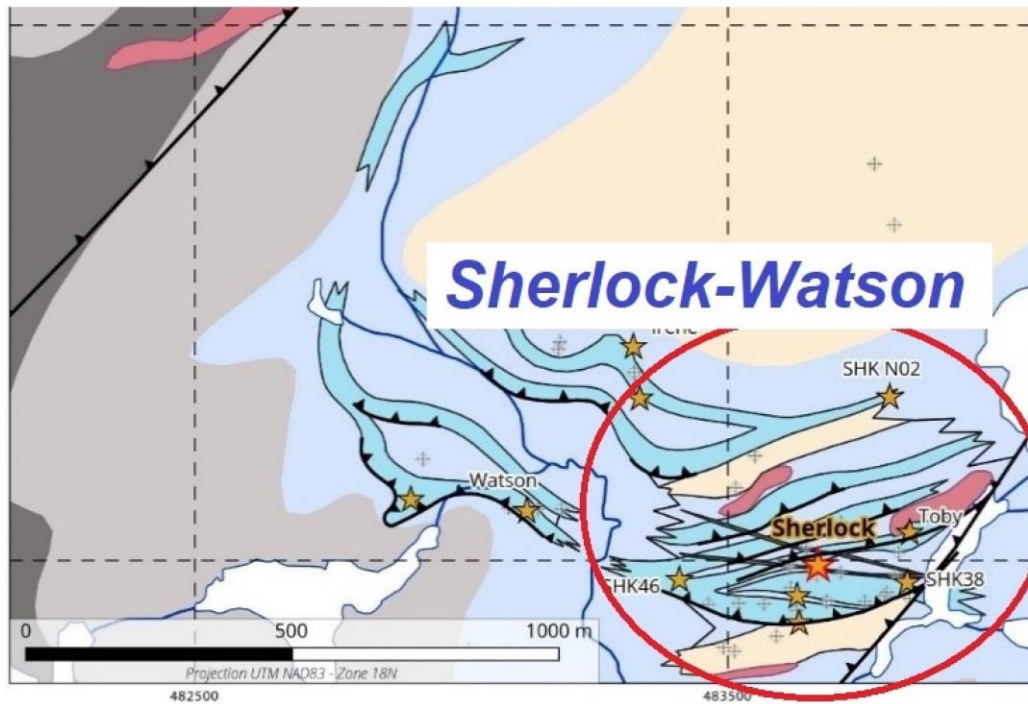 Sherlock-Watson
Irene
SHK N02
Watson
Sherlock
Toby
SHK46
SHK38
0 500 1000 m
Projection UTM NAD83 - Zone 18N
482500 483500